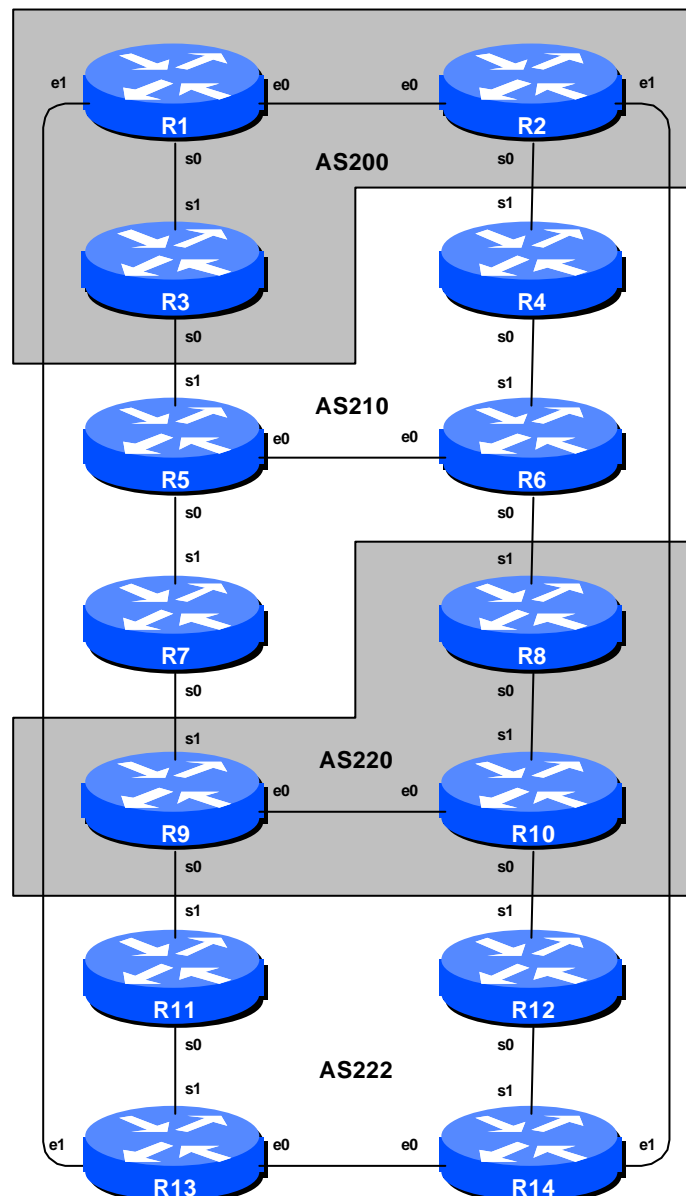 e1 e0 e0 e1
R1 R2
s0 AS200 s0
s1 s1
R3 R4
s0 s0
s1 AS210 s1
e0 e0
R5 R6
s0 s0
s1 s1
R7 R8
s0 s0
s1 AS220 s1
e0 e0
R9 R10
s0 s0
s1 s1
R11 R12
s0 s0
AS222
s1 s1
e1 e0 e0 e1
R13 R14